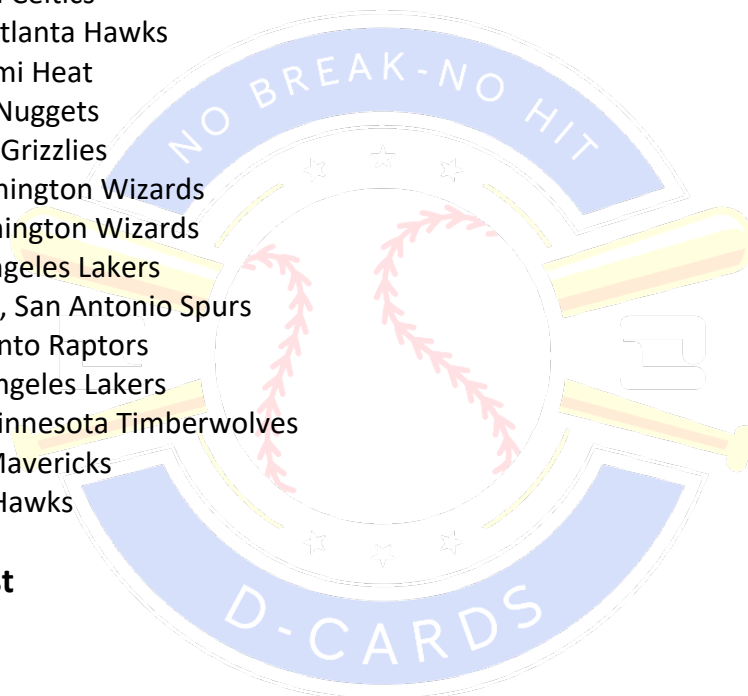 Celtics
tlanta Hawks
mi Heat
Nuggets
Grizzlies
hington Wizards
hington Wizards
ngeles Lakers
, San Antonio Spurs
nto Raptors
ngeles Lakers
innesota Timberwolves
Mavericks
Hawks
st
NO BREAK-NO HIT
D-CARDS